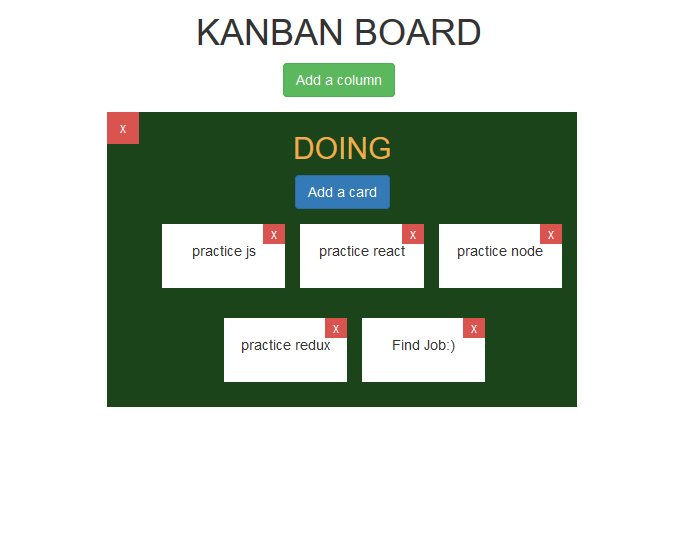 KANBAN BOARD
Add a column
x
DOING
Add a card
x x x
practice js practice react practice node
x x
practice redux Find Job:)